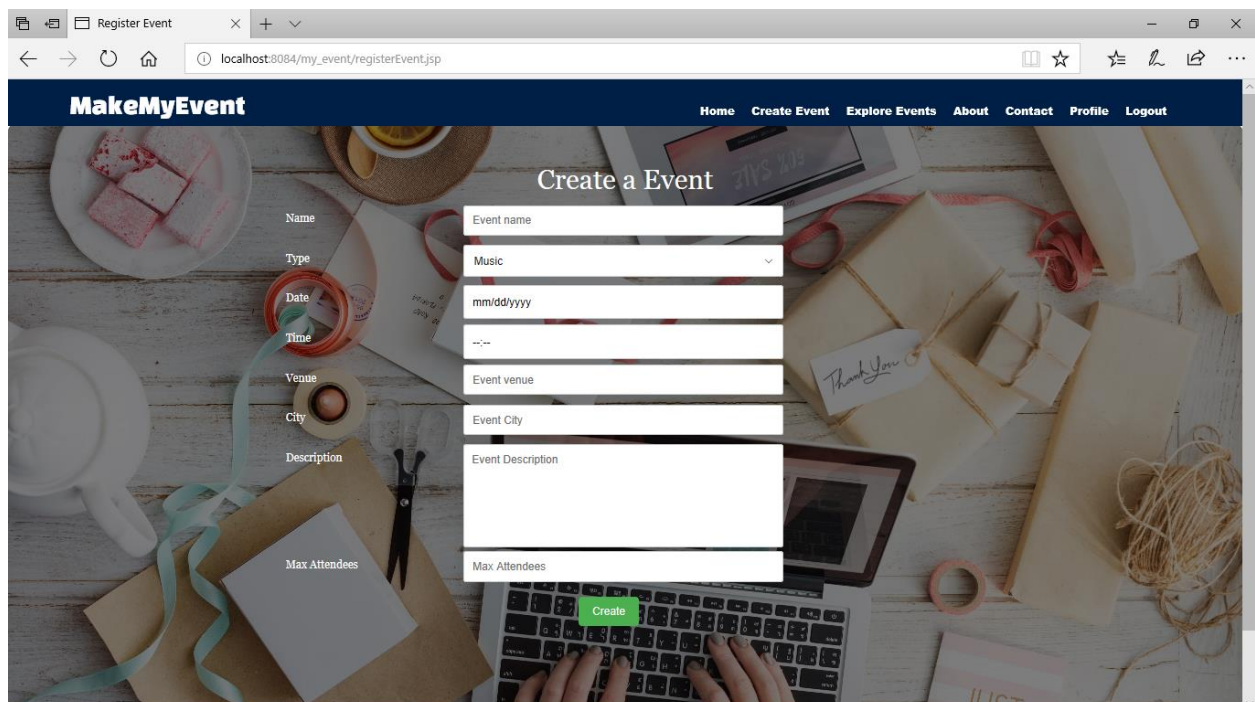 Register Event
localhost:8084/my_event/registerEvent.jsp
MakeMyEvent
Home Create Event Explore Events About Contact Profile Logout
Create a Event
Name Event name
Type Music
Date mm/dd/yyyy
Time --:--
Venue Event venue
City Event City
Description Event Description
Max Attendees Max Attendees
Create
60% SALE
Thank You